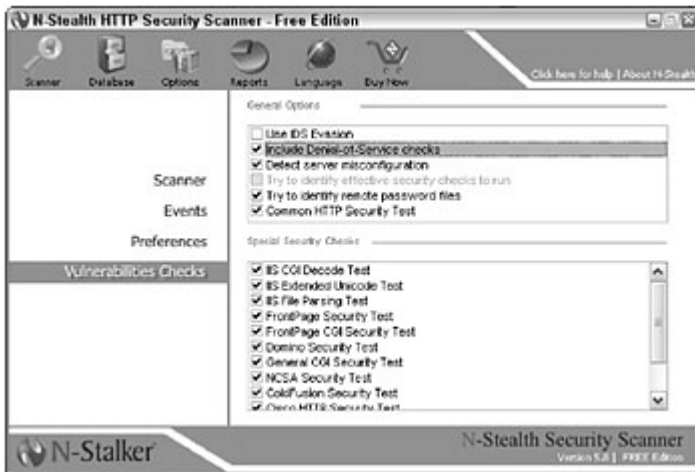 N-Stealth HTTP Security Scanner - Free Edition
Scanner
Database
Options
Reports
Language
Buy Now
Click here for help | About N-Stealth
General Options
Use IDS Evasion
Include Denial-of-Service checks
Detect server misconfiguration
Try to identify effective security checks to run
Try to identify remote password files
Common HTTP Security Test
Scanner
Events
Preferences
Vulnerabilities Checks
Special Security Checks
IIS CGI Decode Test
IIS Extended Unicode Test
IIS File Parsing Test
FrontPage Security Test
FrontPage CGI Security Test
Domino Security Test
General CGI Security Test
NCSA Security Test
ColdFusion Security Test
Cisco HTTP Security Test
N-Stalker
N-Stealth Security Scanner
Version 5.8 | FREE Edition